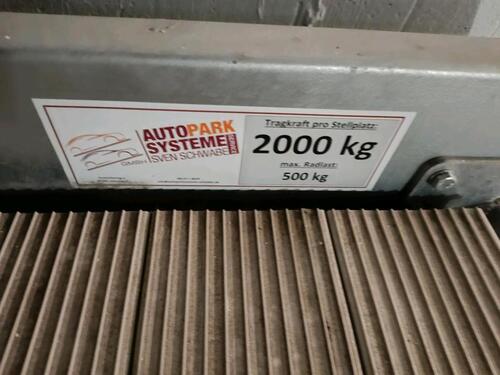 AUTOPARK
SYSTEME
SVEN SCHWABE
GMBH
Tragkraft pro Stellplatz:
2000 kg
max. Radlast:
500 kg